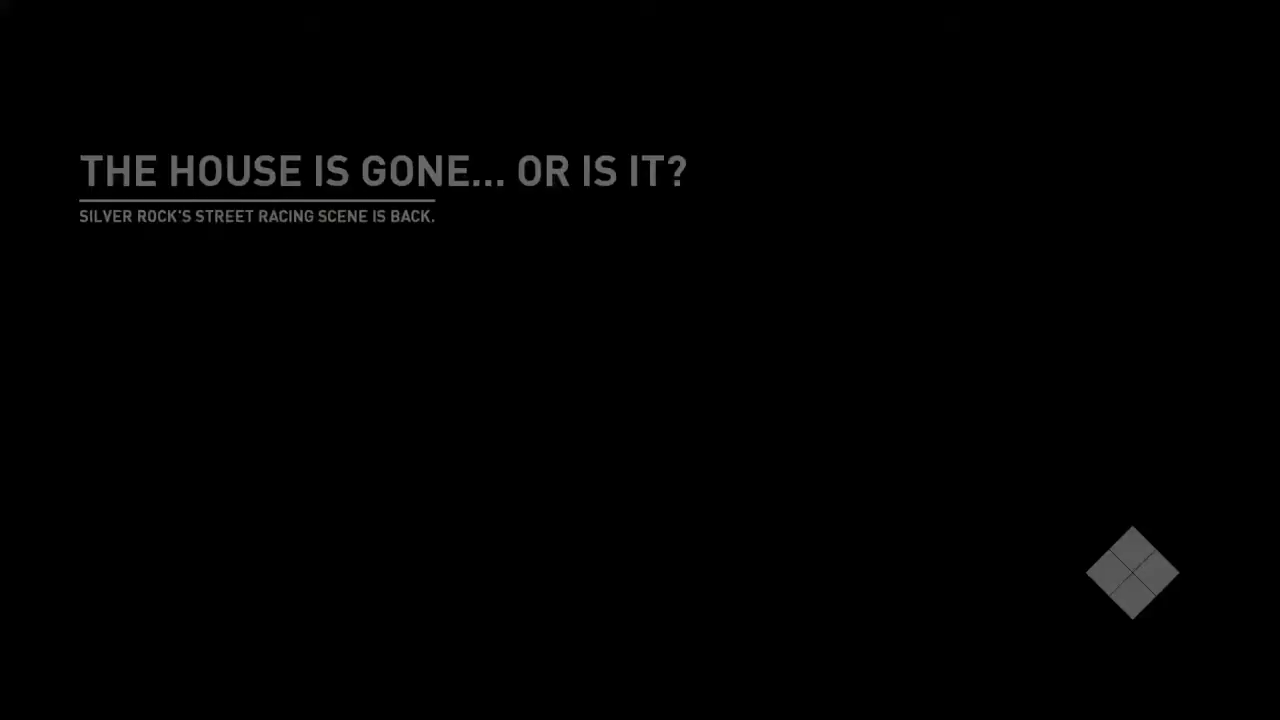 THE HOUSE IS GONE... OR IS IT?
SILVER ROCK'S STREET RACING SCENE IS BACK.